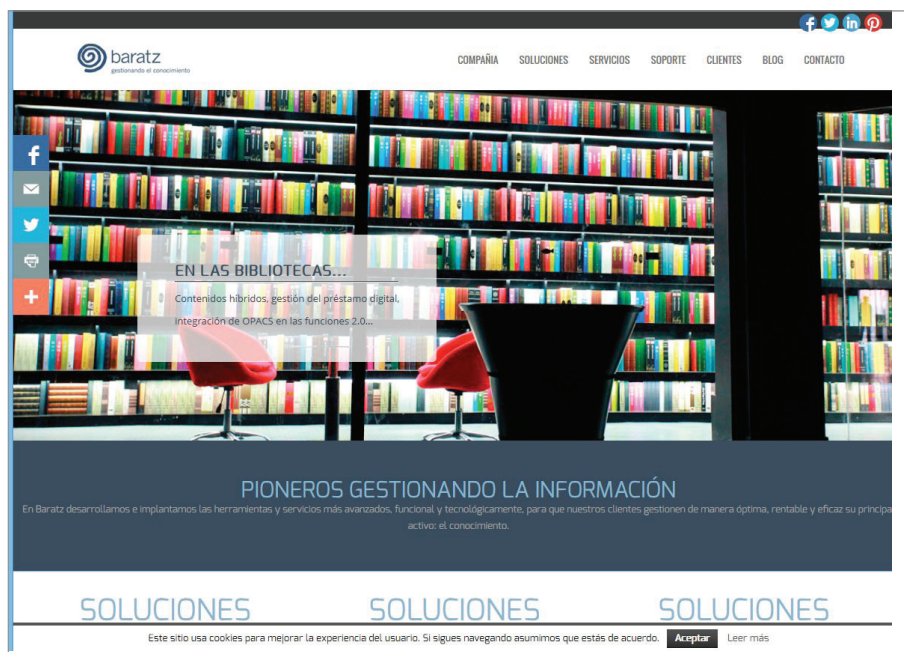 baratz
gestionando el conocimiento
COMPAÑIA SOLUCIONES SERVICIOS SOPORTE CLIENTES BLOG CONTACTO
EN LAS BIBLIOTECAS...
Contenidos híbridos, gestión del préstamo digital,
integración de OPACS en las funciones 2.0...
PIONEROS GESTIONANDO LA INFORMACIÓN
En Baratz desarrollamos e implantamos las herramientas y servicios más avanzados, funcional y tecnológicamente, para que nuestros clientes gestionen de manera óptima, rentable y eficaz su principa
activo: el conocimiento.
SOLUCIONES SOLUCIONES SOLUCIONES
Este sitio usa cookies para mejorar la experiencia del usuario. Si sigues navegando asumimos que estás de acuerdo. Aceptar Leer más